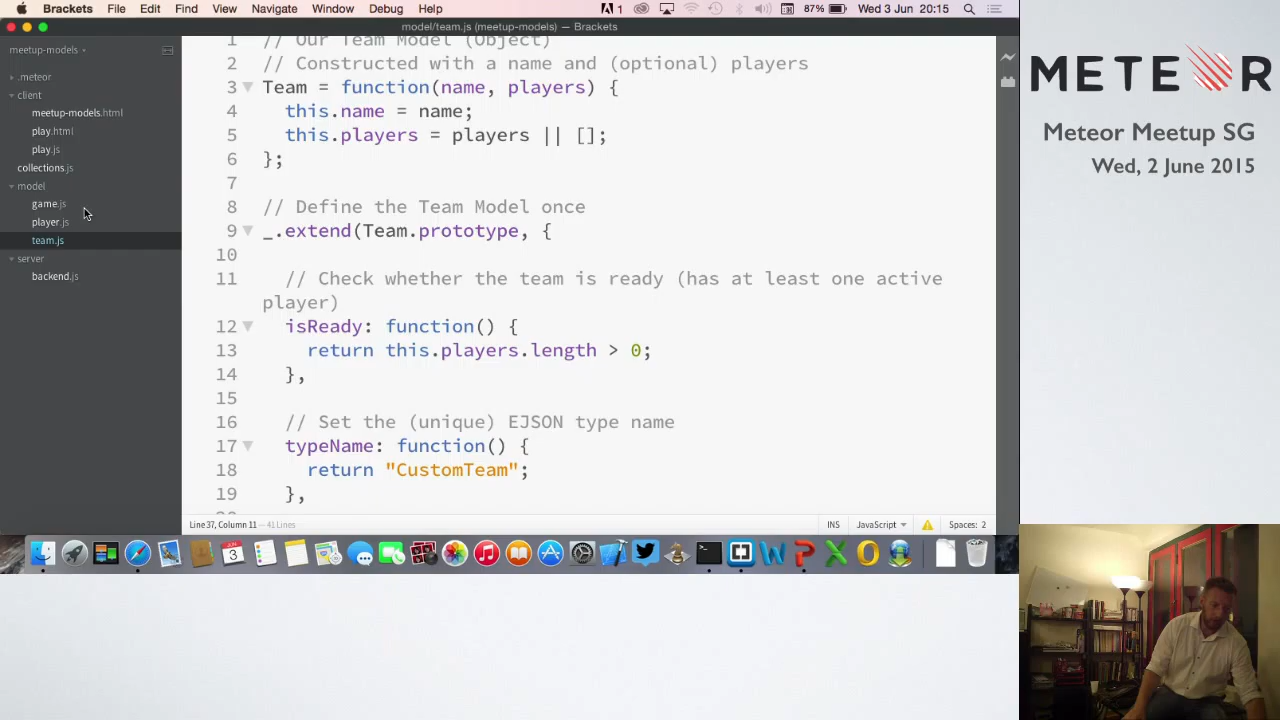 Brackets File Edit Find View Navigate Window Debug Help 1 87% Wed 3 Jun 20:15
model/team.js (meetup-models) — Brackets
meetup-models
.meteor
client
meetup-models.html
play.html
play.js
collections.js
model
game.js
player.js
team.js
server
backend.js
1 // Our Team Model (Object)
2 // Constructed with a name and (optional) players
3 Team = function(name, players) {
4 this.name = name;
5 this.players = players || [];
6 };
7
8 // Define the Team Model once
9 _.extend(Team.prototype, {
10
11 // Check whether the team is ready (has at least one active
player)
12 isReady: function() {
13 return this.players.length > 0;
14 },
15
16 // Set the (unique) EJSON type name
17 typeName: function() {
18 return "CustomTeam";
19 },
Line 37, Column 11 — 41 Lines INS JavaScript Spaces: 2
METEOR
Meteor Meetup SG
Wed, 2 June 2015